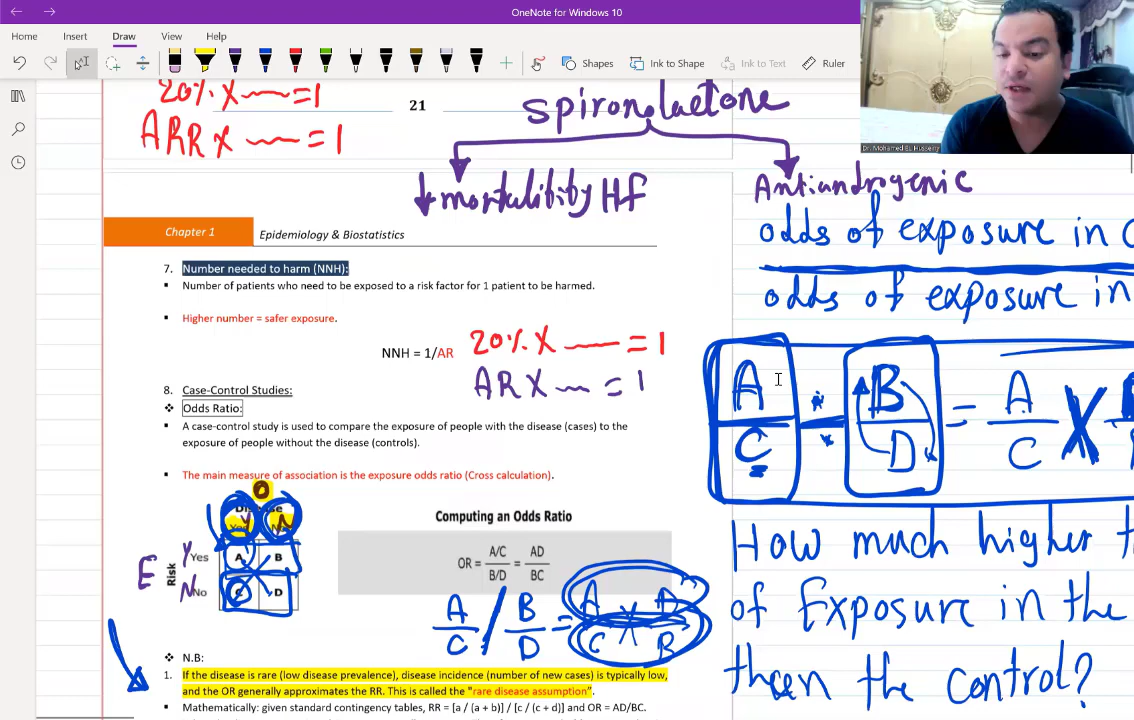 OneNote for Windows 10
Home Insert Draw View Help
Shapes Ink to Shape Ink to Text Ruler
Dr. Mohamed EL Husseiny
20% X = 1
ARR X = 1
21
Spironolactone
mortalitibity HF
Antiandrogenic
Chapter 1 Epidemiology & Biostatistics
odds of exposure in
odds of exposure in
7. Number needed to harm (NNH):
▪ Number of patients who need to be exposed to a risk factor for 1 patient to be harmed.
▪ Higher number = safer exposure.
NNH = 1/AR
20% X = 1
AR X = 1
A B = A X
C D C
8. Case-Control Studies:
❖ Odds Ratio:
▪ A case-control study is used to compare the exposure of people with the disease (cases) to the
exposure of people without the disease (controls).
▪ The main measure of association is the exposure odds ratio (Cross calculation).
O
Y N
E Risk
Y Yes A B
N No C D
Computing an Odds Ratio
OR = A/C = AD
B/D BC
A / B = A X D
C D C B
How much higher
of Exposure in the
than the control?
❖ N.B:
1. If the disease is rare (low disease prevalence), disease incidence (number of new cases) is typically low,
and the OR generally approximates the RR. This is called the "rare disease assumption".
▪ Mathematically: given standard contingency tables, RR = [a / (a + b)] / [c / (c + d)] and OR = AD/BC.